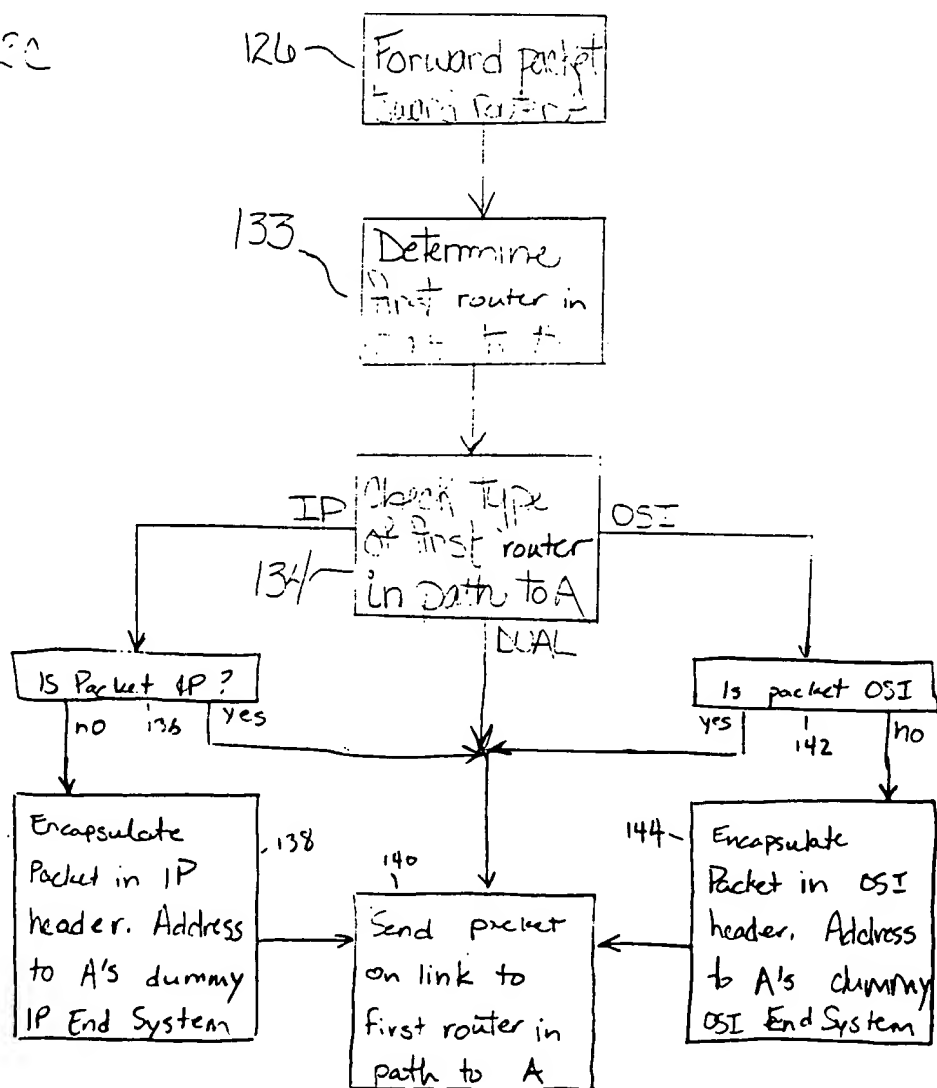 2C
126
Forward packet
133
Determine
first router in
134
Check Type
of first router
in path to A
IP
OSI
DUAL
Is Packet IP?
no
136
yes
Is packet OSI
yes
142
no
Encapsulate
Packet in IP
header. Address
to A's dummy
IP End System
138
140
Send packet
on link to
first router in
path to A
144
Encapsulate
Packet in OSI
header. Address
to A's dummy
OSI End System